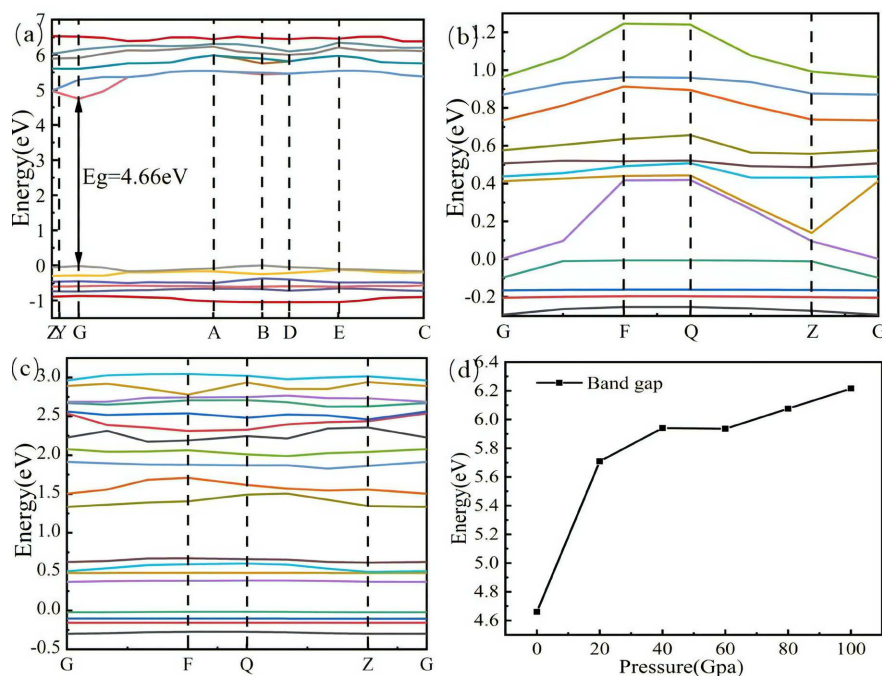 (a)
Energy(eV)
7
6
5
4
3
2
1
0
-1
Eg=4.66eV
Z Y G A B D E C
(b)
Energy(eV)
1.2
1.0
0.8
0.6
0.4
0.2
0.0
-0.2
G F Q Z G
(c)
Energy(eV)
3.0
2.5
2.0
1.5
1.0
0.5
0.0
-0.5
G F Q Z G
(d)
Energy(eV)
6.4
6.2
6.0
5.8
5.6
5.4
5.2
5.0
4.8
4.6
Band gap
0 20 40 60 80 100
Pressure(Gpa)